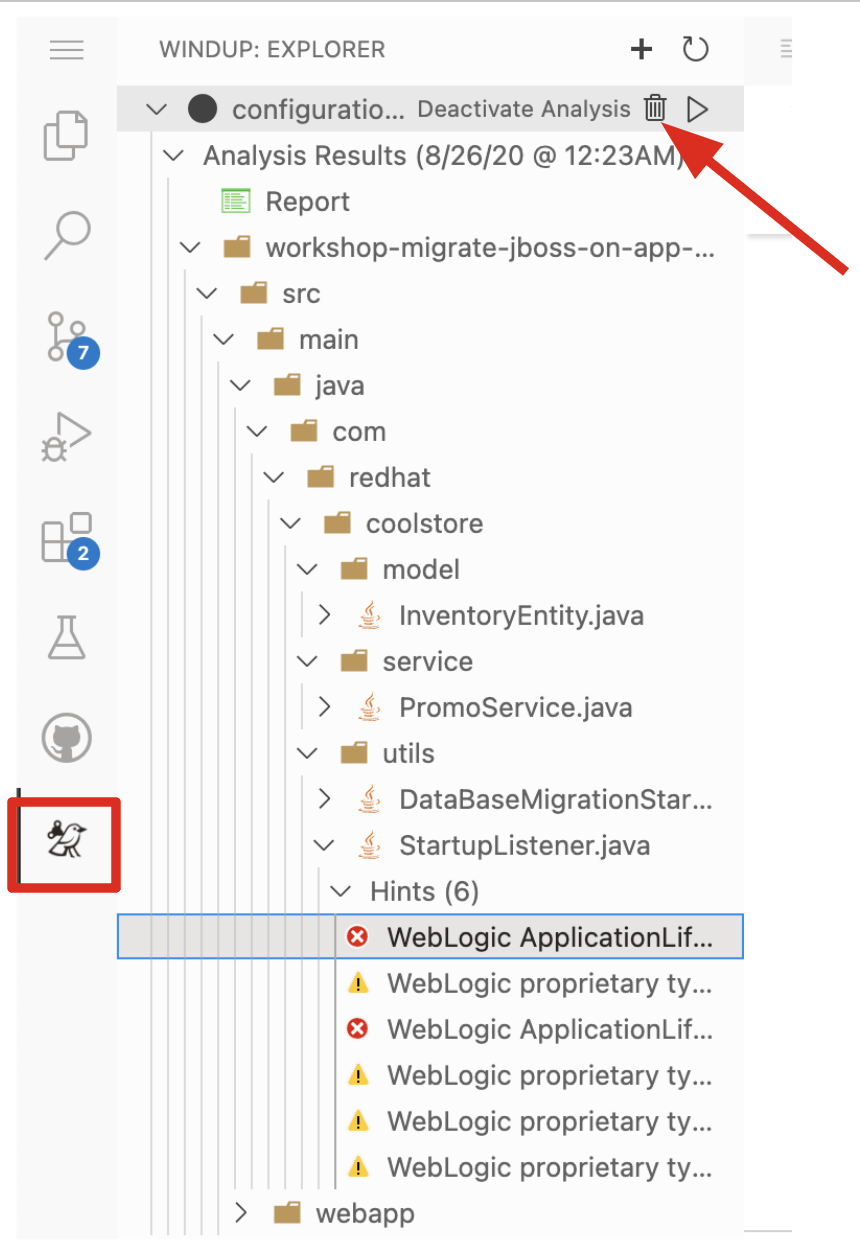 WINDUP: EXPLORER
configuratio... Deactivate Analysis
Analysis Results (8/26/20 @ 12:23AM)
Report
workshop-migrate-jboss-on-app-...
src
main
7
java
com
redhat
coolstore
2
model
InventoryEntity.java
service
PromoService.java
utils
DataBaseMigrationStar...
StartupListener.java
Hints (6)
WebLogic ApplicationLif...
WebLogic proprietary ty...
WebLogic ApplicationLif...
WebLogic proprietary ty...
WebLogic proprietary ty...
WebLogic proprietary ty...
webapp